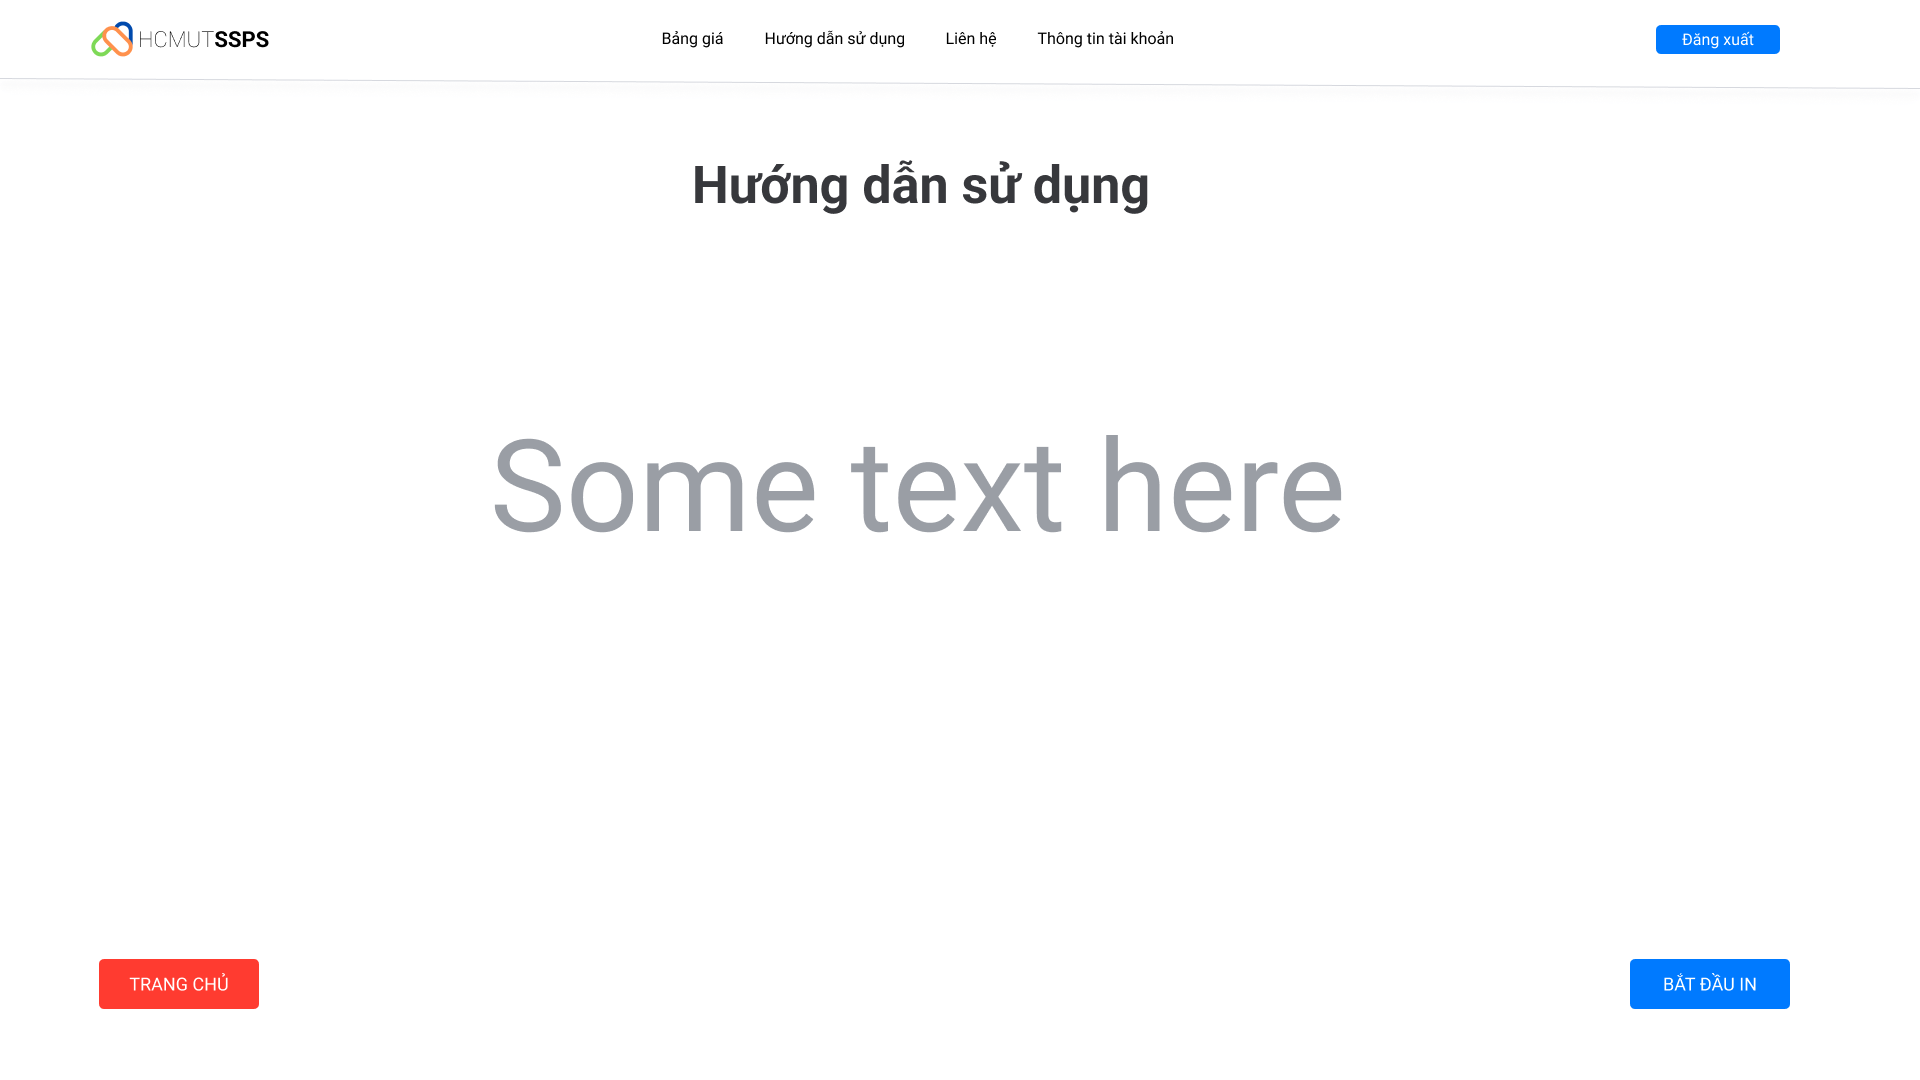 HCMUTSSPS
Bảng giá
Hướng dẫn sử dụng
Liên hệ
Thông tin tài khoản
Đăng xuất
Hướng dẫn sử dụng
Some text here
TRANG CHỦ
BẮT ĐẦU IN